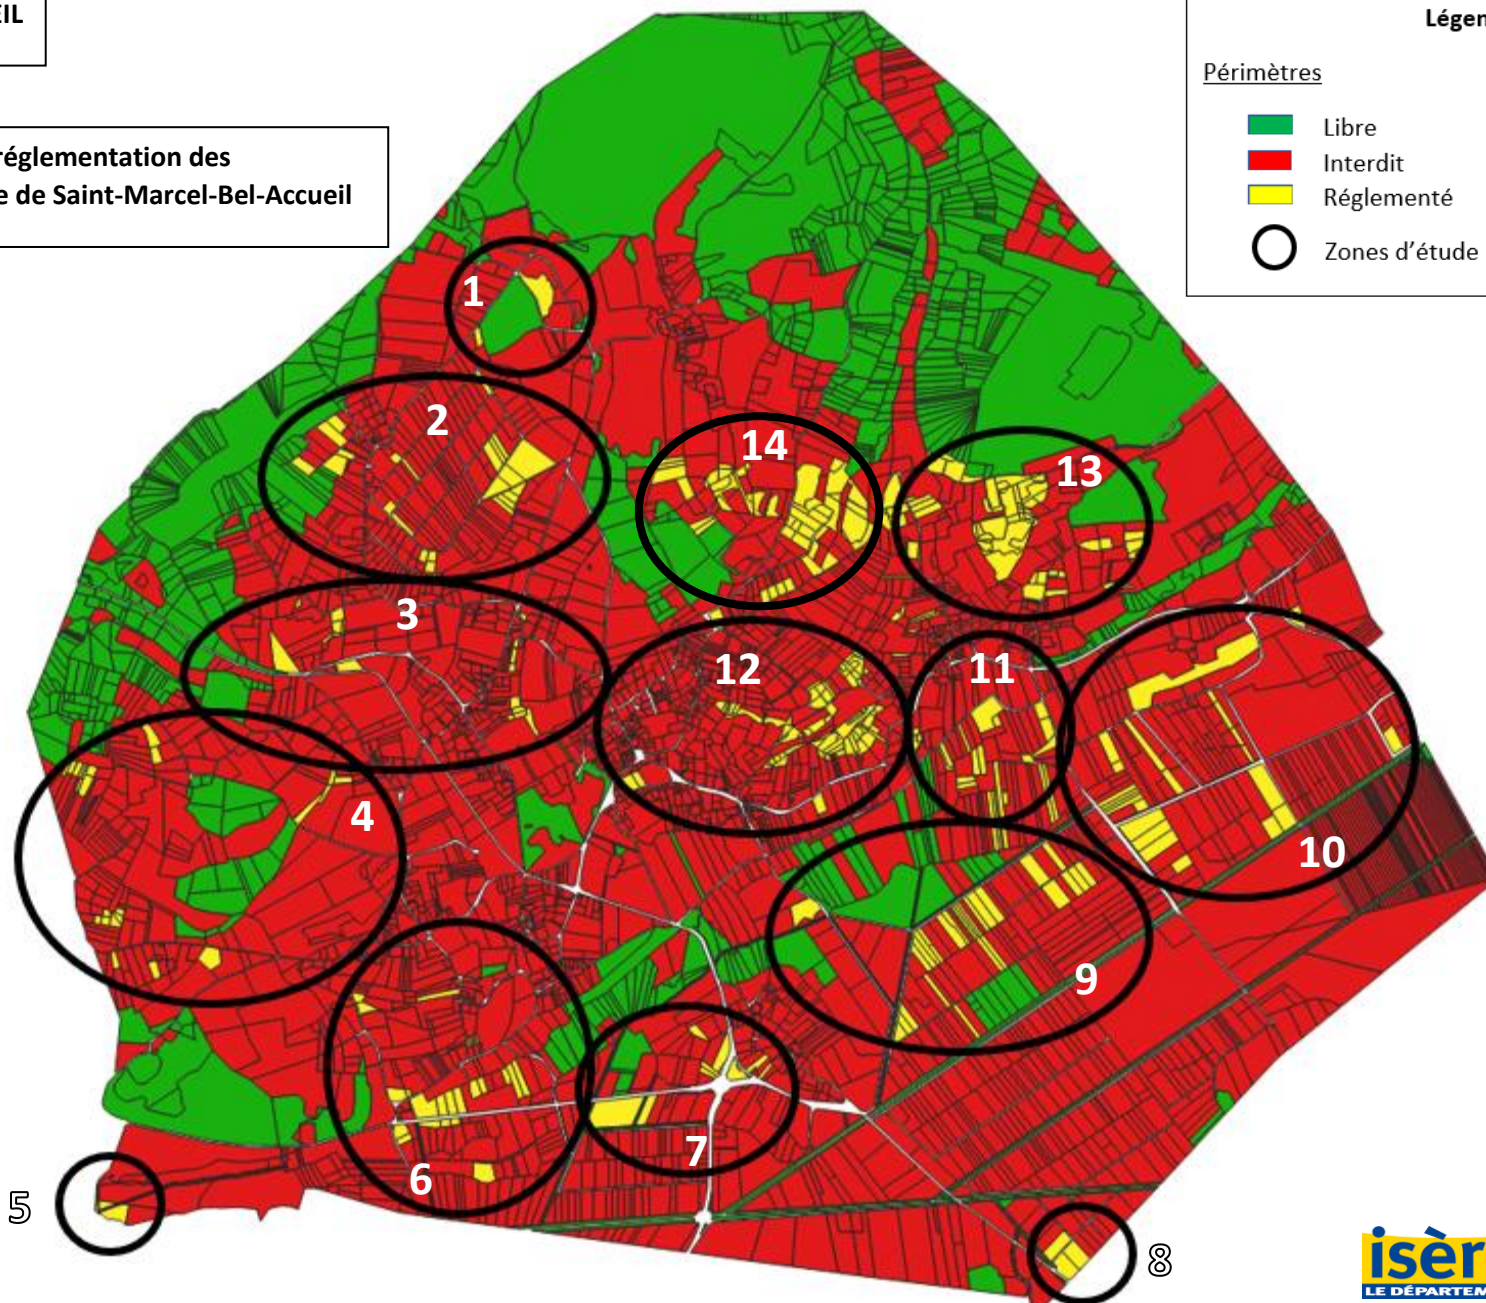 EIL
réglementation des
e de Saint-Marcel-Bel-Accueil
Légen
Périmètres
Libre
Interdit
Réglementé
Zones d'étude
1
2
14
13
3
12
11
4
10
9
7
6
5
8
isèr
LE DÉPARTEM